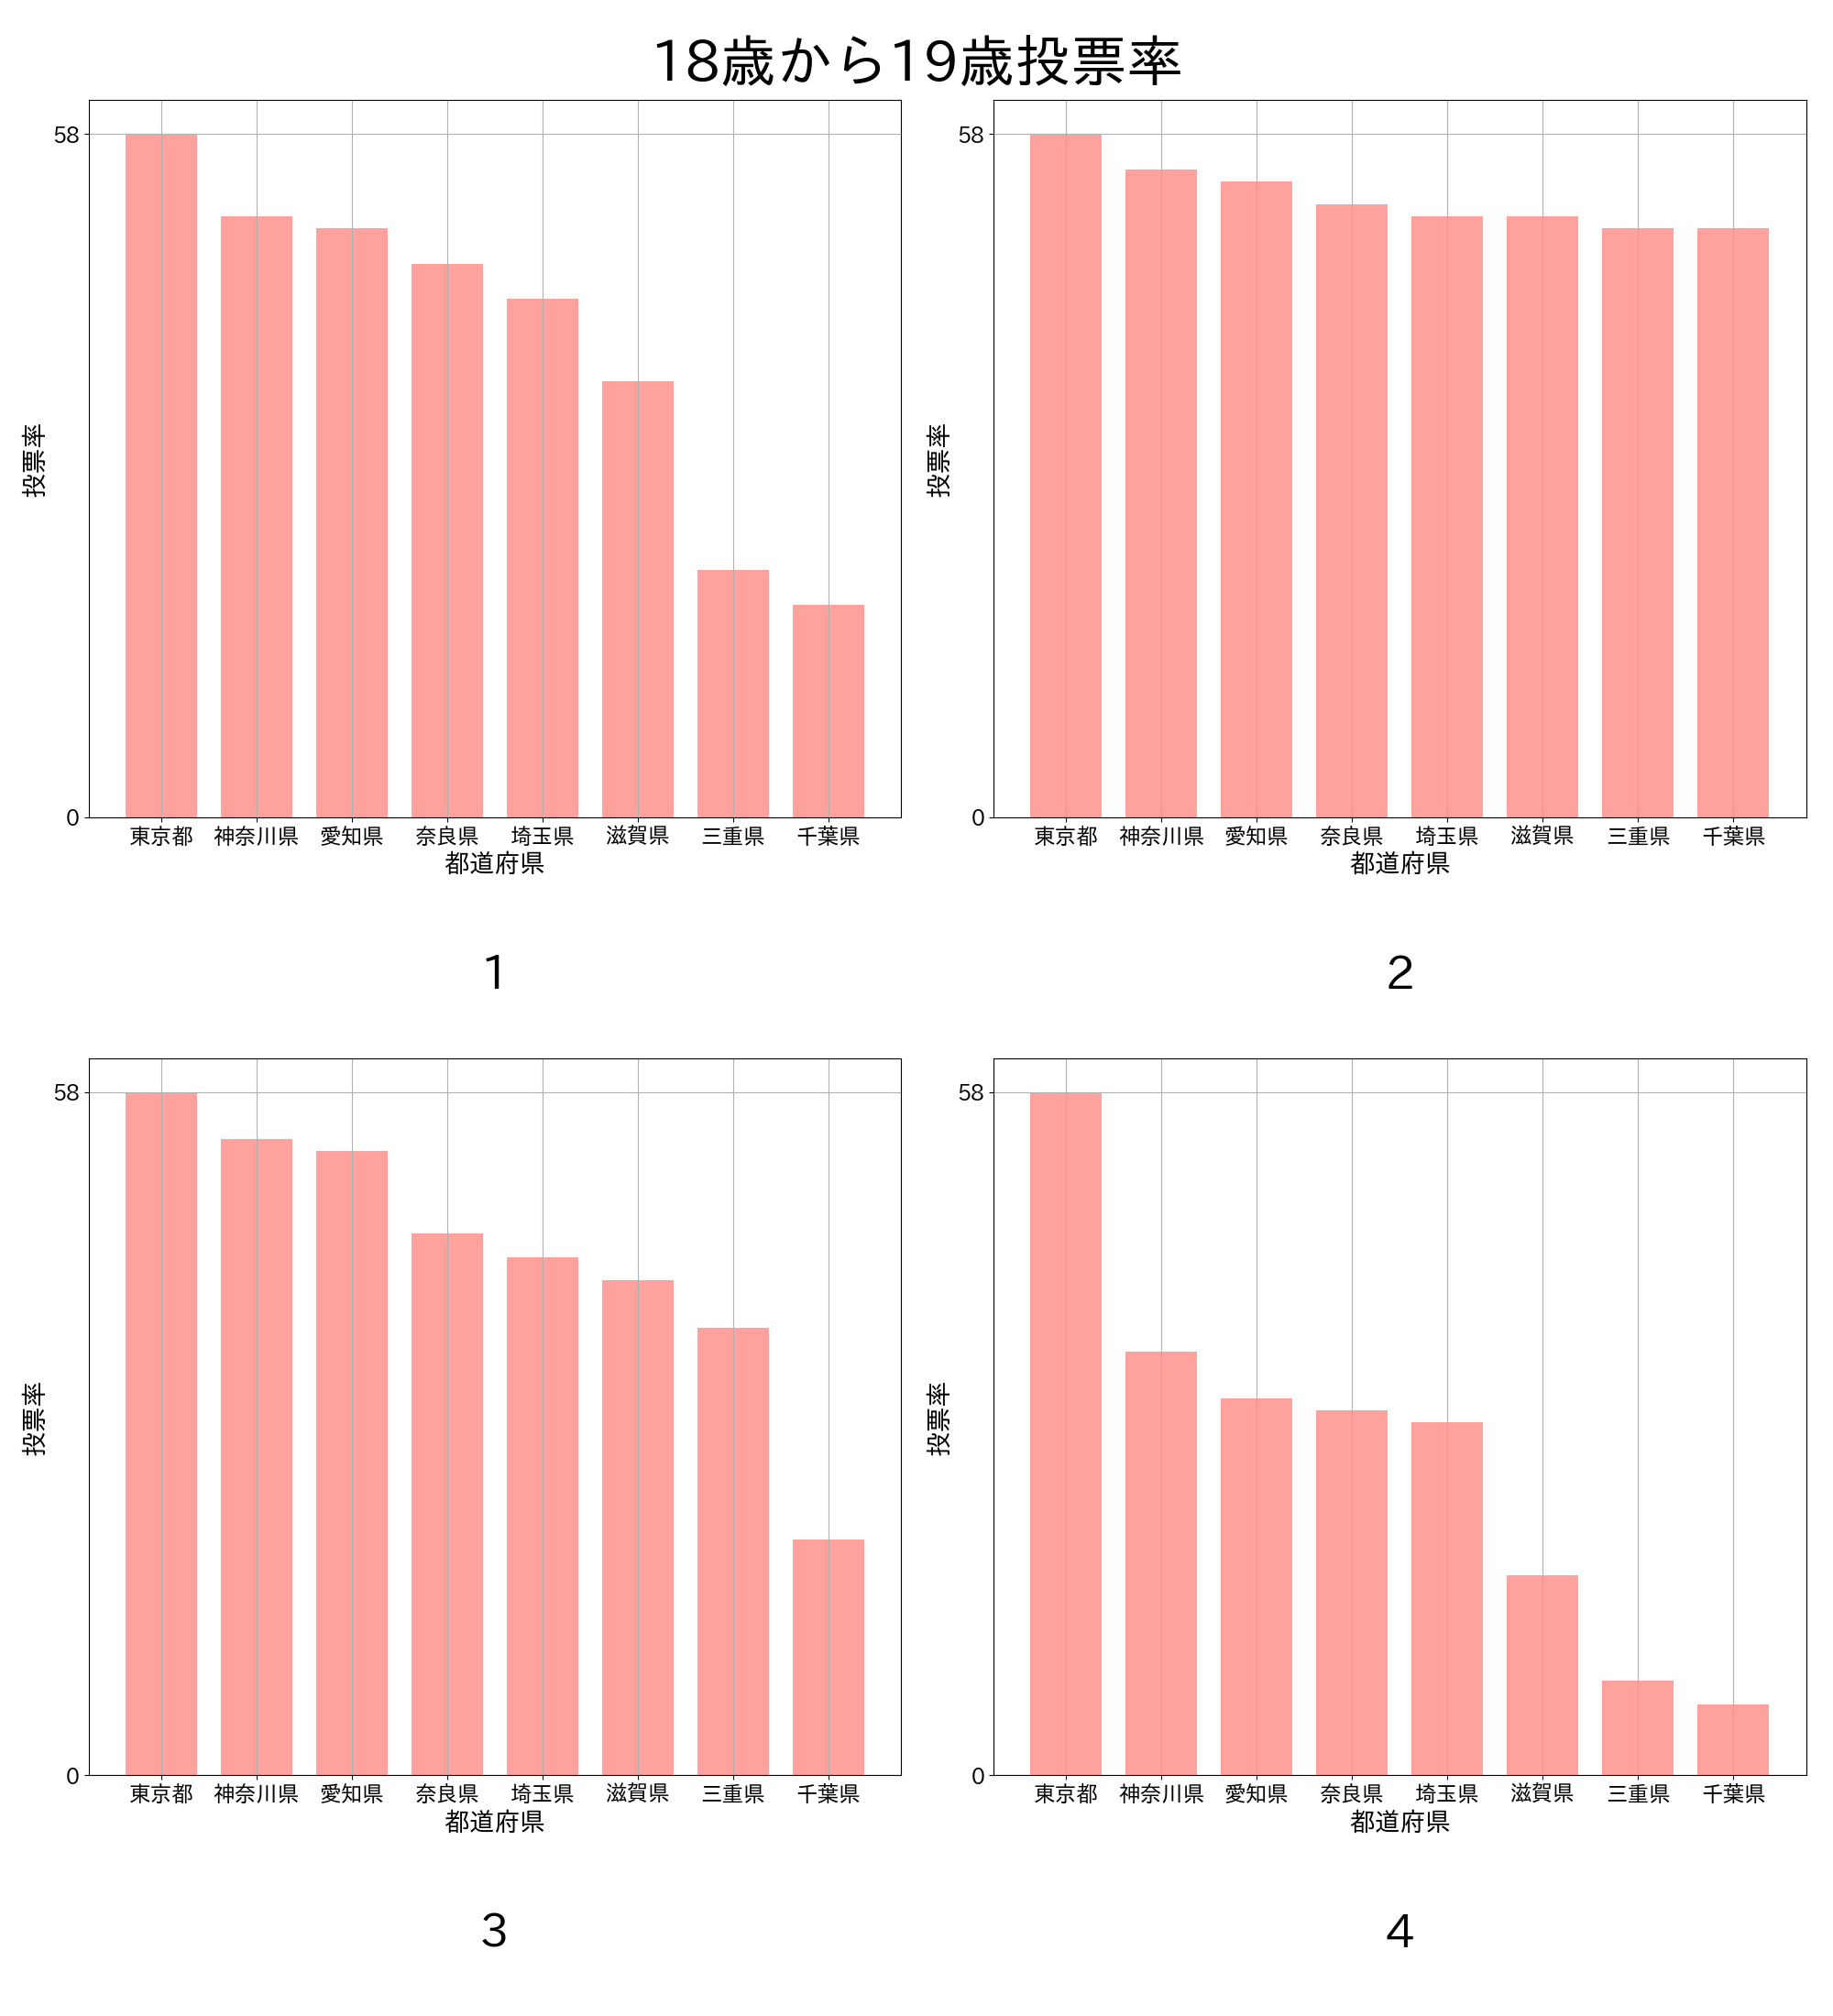 18歳から19歳投票率
58
0
投票率
東京都 神奈川県 愛知県 奈良県 埼玉県 滋賀県 三重県 千葉県
都道府県
1
58
0
投票率
東京都 神奈川県 愛知県 奈良県 埼玉県 滋賀県 三重県 千葉県
都道府県
2
58
0
投票率
東京都 神奈川県 愛知県 奈良県 埼玉県 滋賀県 三重県 千葉県
都道府県
3
58
0
投票率
東京都 神奈川県 愛知県 奈良県 埼玉県 滋賀県 三重県 千葉県
都道府県
4